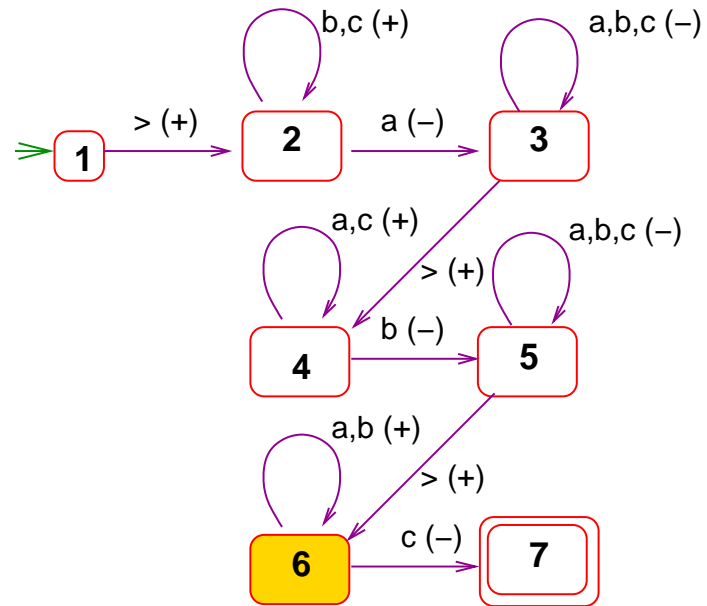 b,c (+)
a,b,c (–)
> (+)
a (–)
1
2
3
a,c (+)
a,b,c (–)
> (+)
b (–)
4
5
a,b (+)
> (+)
c (–)
6
7